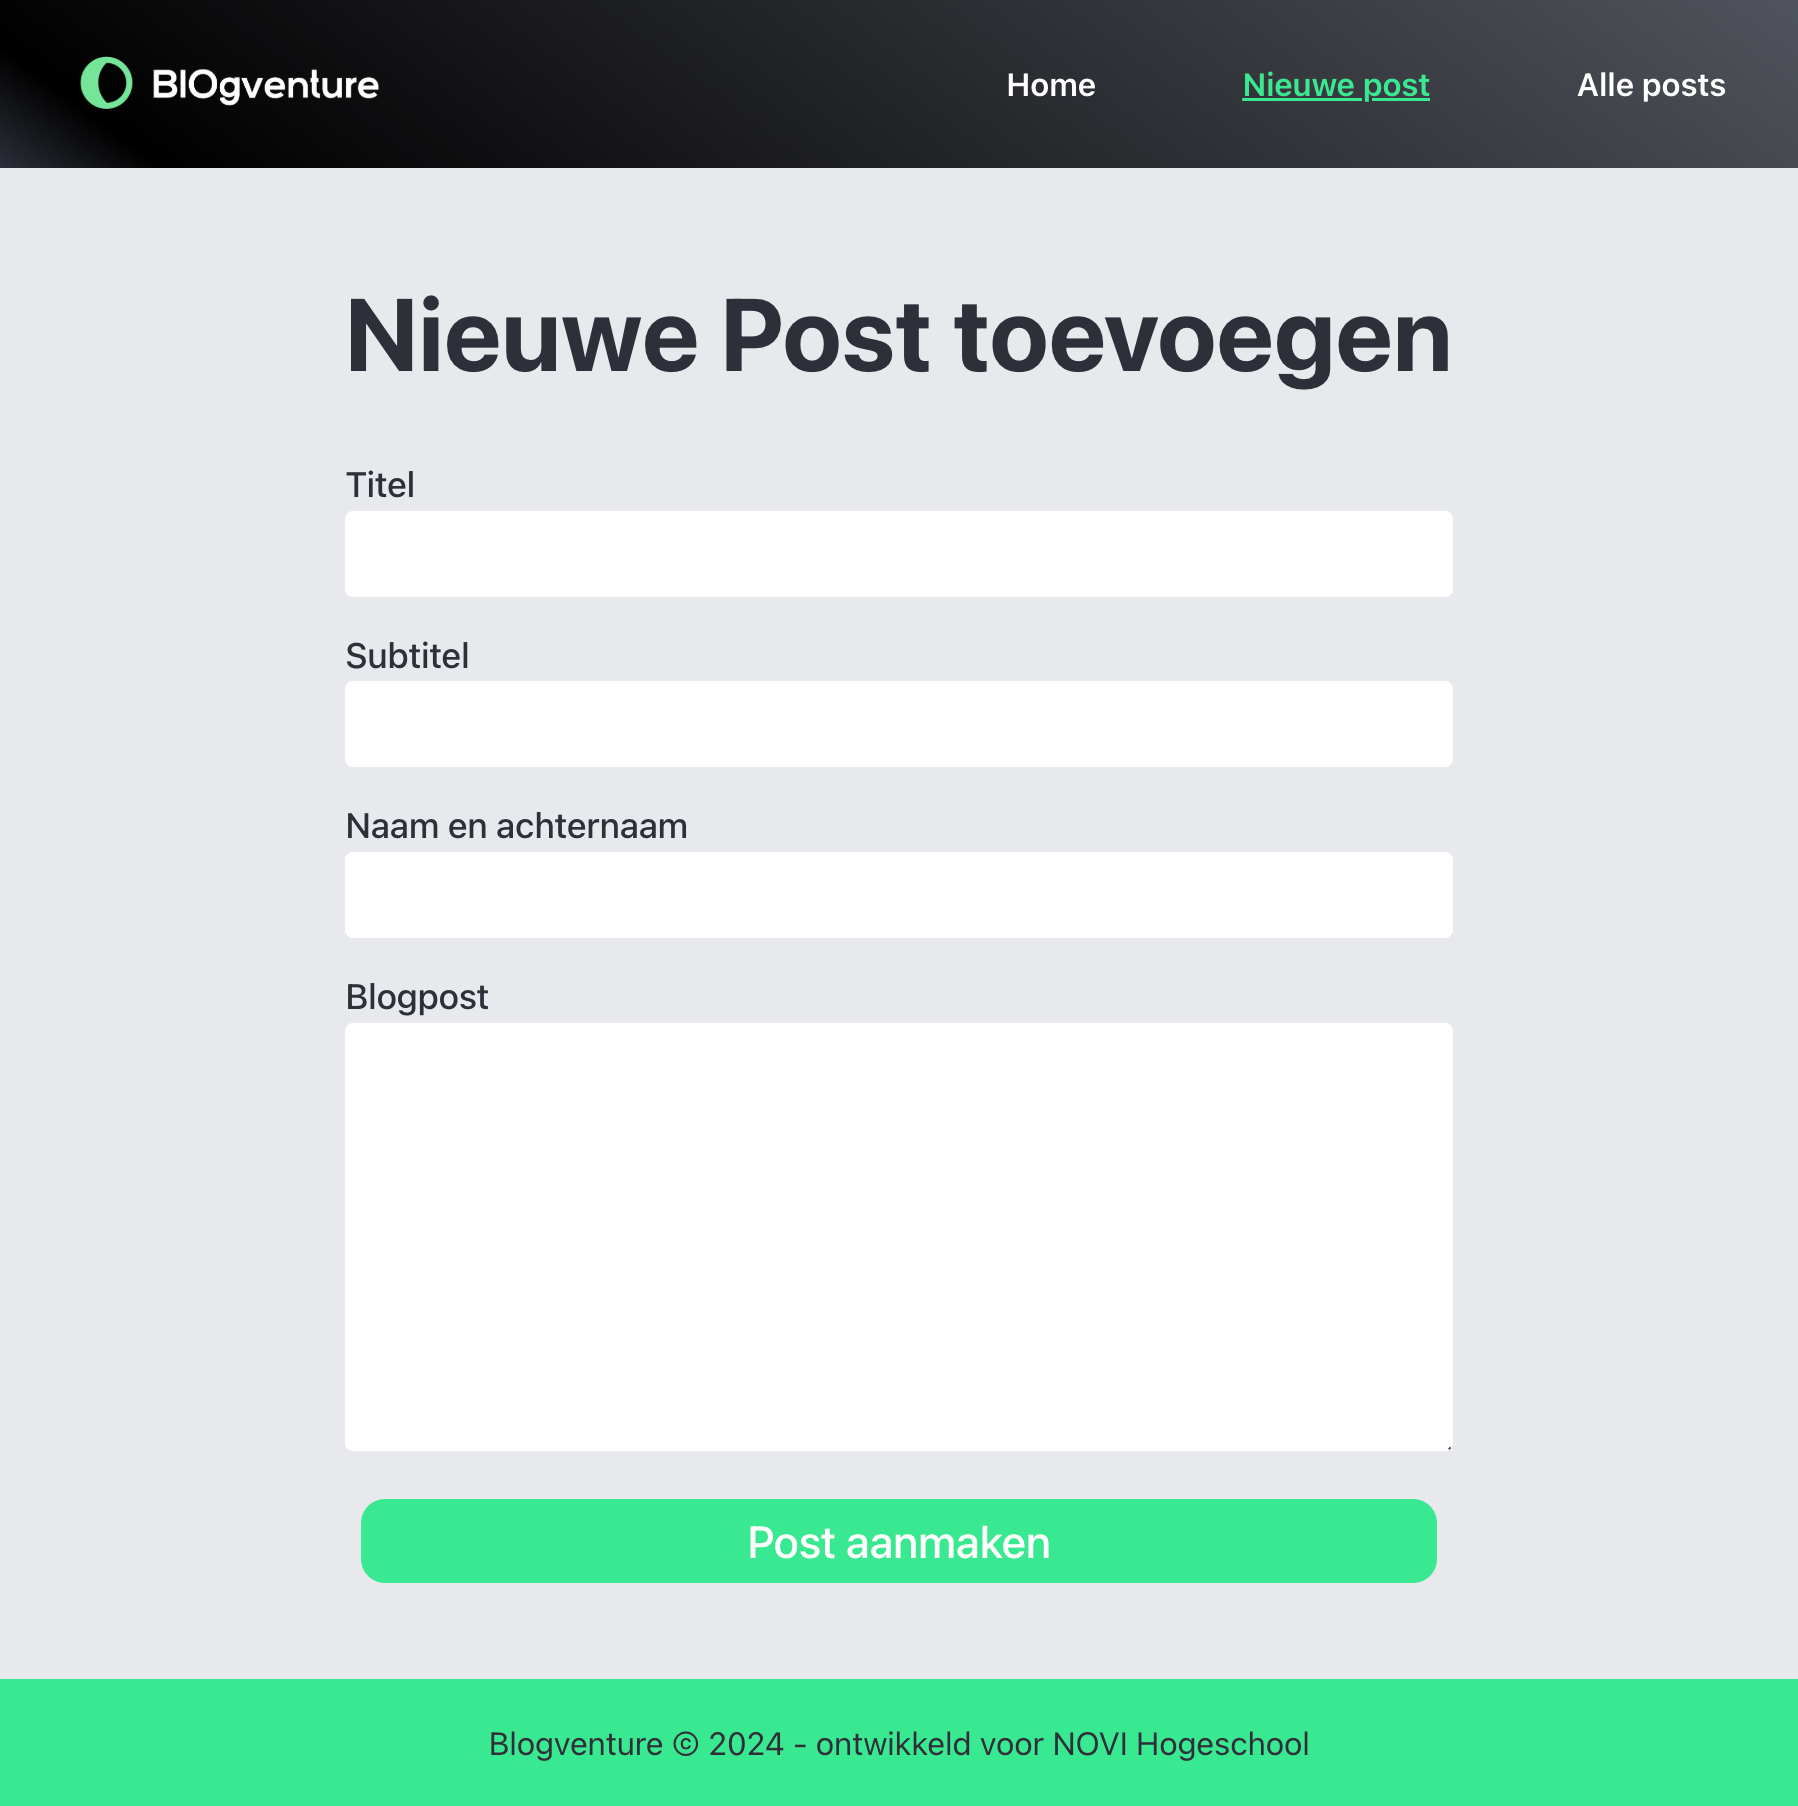 BlOgventure
Home
Nieuwe post
Alle posts
Nieuwe Post toevoegen
Titel
Subtitel
Naam en achternaam
Blogpost
Post aanmaken
Blogventure © 2024 - ontwikkeld voor NOVI Hogeschool